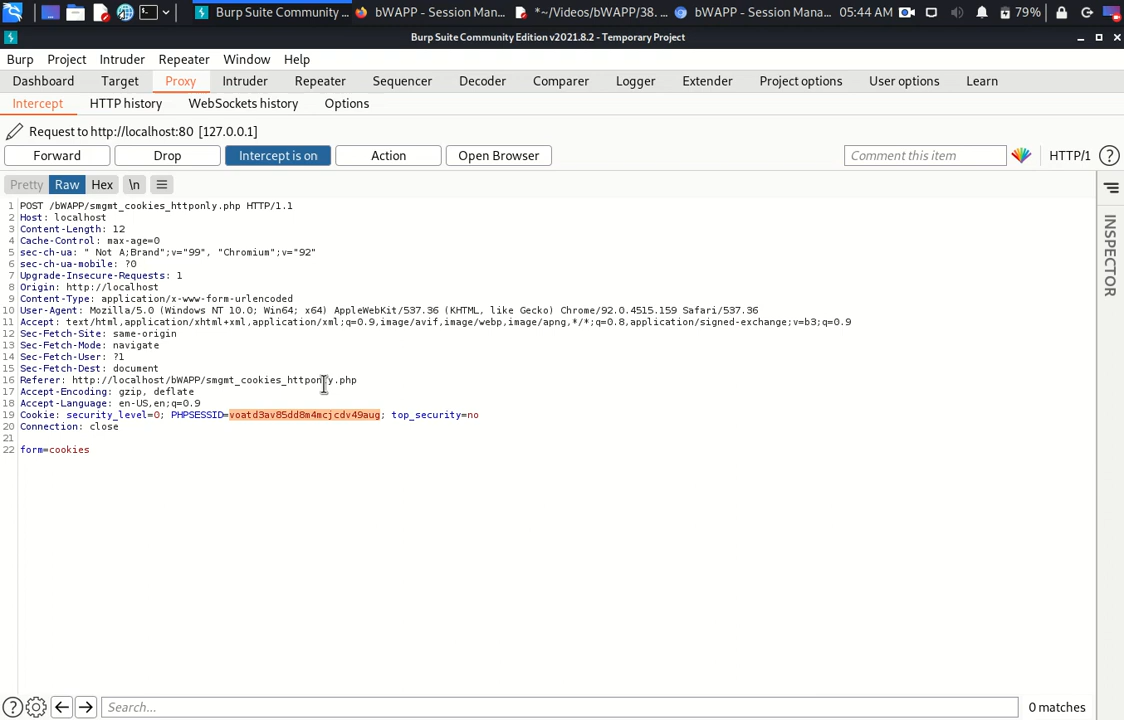 Burp Suite Community ...
bWAPP - Session Man...
*~/Videos/bWAPP/38. ...
bWAPP - Session Mana...
05:44 AM
79%
Burp Suite Community Edition v2021.8.2 - Temporary Project
Burp Project Intruder Repeater Window Help
Dashboard Target Proxy Intruder Repeater Sequencer Decoder Comparer Logger Extender Project options User options Learn
Intercept HTTP history WebSockets history Options
Request to http://localhost:80 [127.0.0.1]
Forward Drop Intercept is on Action Open Browser Comment this item HTTP/1 ?
Pretty Raw Hex \n
1 POST /bWAPP/smgmt_cookies_httponly.php HTTP/1.1
2 Host: localhost
3 Content-Length: 12
4 Cache-Control: max-age=0
5 sec-ch-ua: " Not A;Brand";v="99", "Chromium";v="92"
6 sec-ch-ua-mobile: ?0
7 Upgrade-Insecure-Requests: 1
8 Origin: http://localhost
9 Content-Type: application/x-www-form-urlencoded
10 User-Agent: Mozilla/5.0 (Windows NT 10.0; Win64; x64) AppleWebKit/537.36 (KHTML, like Gecko) Chrome/92.0.4515.159 Safari/537.36
11 Accept: text/html,application/xhtml+xml,application/xml;q=0.9,image/avif,image/webp,image/apng,*/*;q=0.8,application/signed-exchange;v=b3;q=0.9
12 Sec-Fetch-Site: same-origin
13 Sec-Fetch-Mode: navigate
14 Sec-Fetch-User: ?1
15 Sec-Fetch-Dest: document
16 Referer: http://localhost/bWAPP/smgmt_cookies_httponly.php
17 Accept-Encoding: gzip, deflate
18 Accept-Language: en-US,en;q=0.9
19 Cookie: security_level=0; PHPSESSID=voatd3av85dd8m4mcjcdv49aug; top_security=no
20 Connection: close
21
22 form=cookies
INSPECTOR
? Search... 0 matches